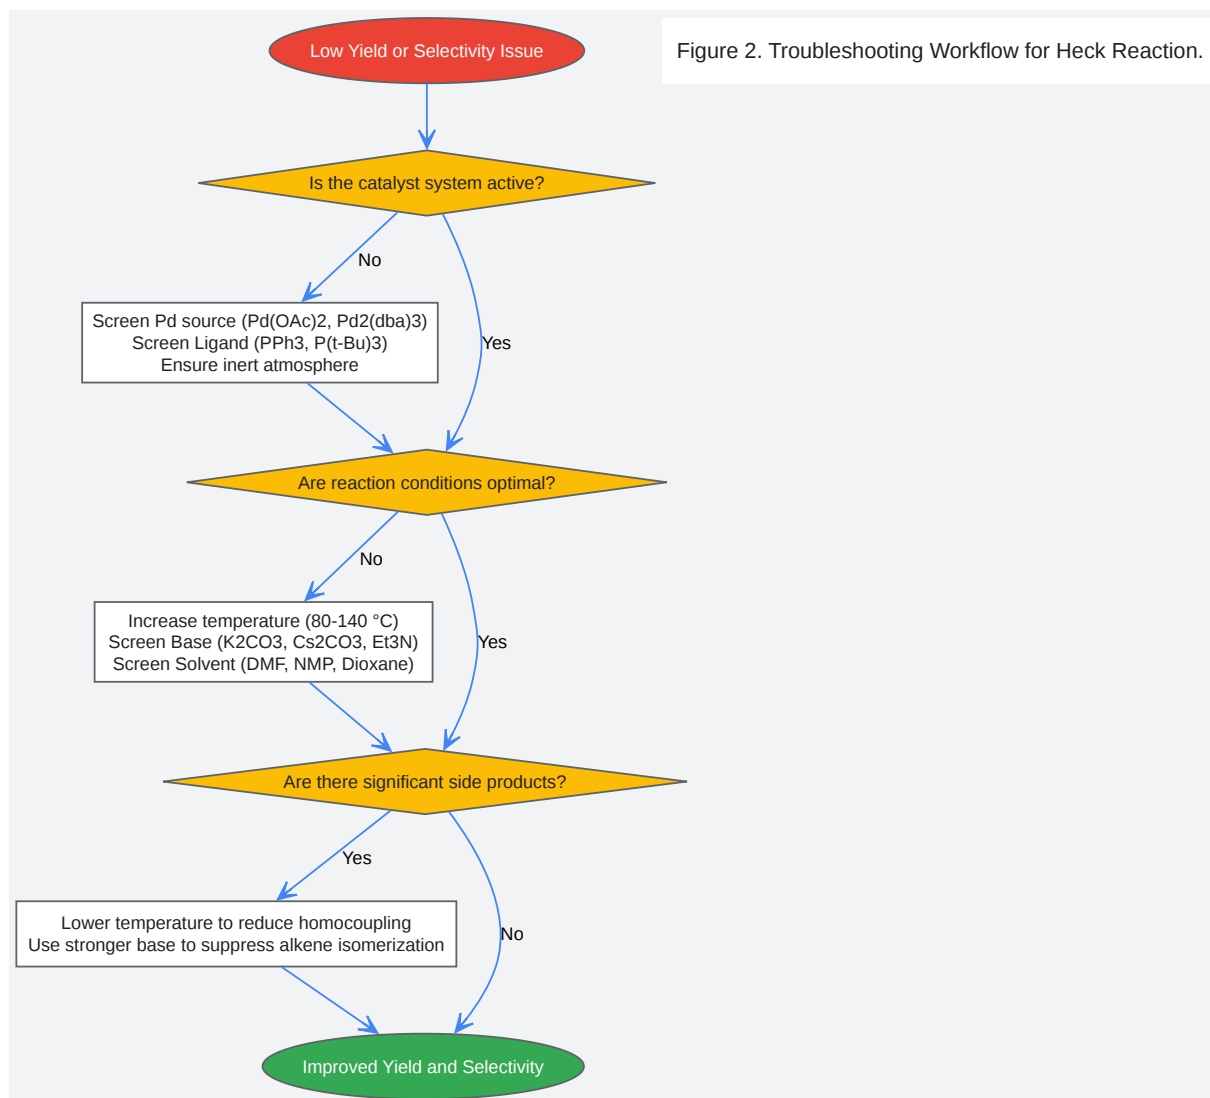 Low Yield or Selectivity Issue
Figure 2. Troubleshooting Workflow for Heck Reaction.
Is the catalyst system active?
No
Yes
Screen Pd source (Pd(OAc)2, Pd2(dba)3)
Screen Ligand (PPh3, P(t-Bu)3)
Ensure inert atmosphere
Are reaction conditions optimal?
No
Yes
Increase temperature (80-140 °C)
Screen Base (K2CO3, Cs2CO3, Et3N)
Screen Solvent (DMF, NMP, Dioxane)
Are there significant side products?
Yes
No
Lower temperature to reduce homocoupling
Use stronger base to suppress alkene isomerization
Improved Yield and Selectivity